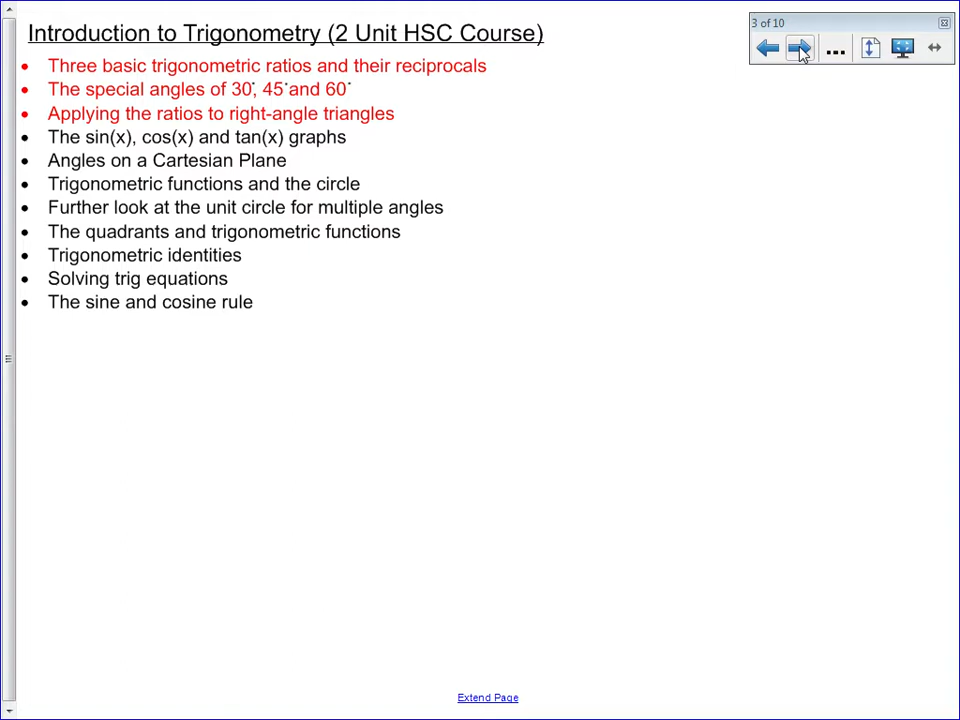 Introduction to Trigonometry (2 Unit HSC Course)
3 of 10
• Three basic trigonometric ratios and their reciprocals
• The special angles of 30°, 45° and 60°
• Applying the ratios to right-angle triangles
• The sin(x), cos(x) and tan(x) graphs
• Angles on a Cartesian Plane
• Trigonometric functions and the circle
• Further look at the unit circle for multiple angles
• The quadrants and trigonometric functions
• Trigonometric identities
• Solving trig equations
• The sine and cosine rule
Extend Page